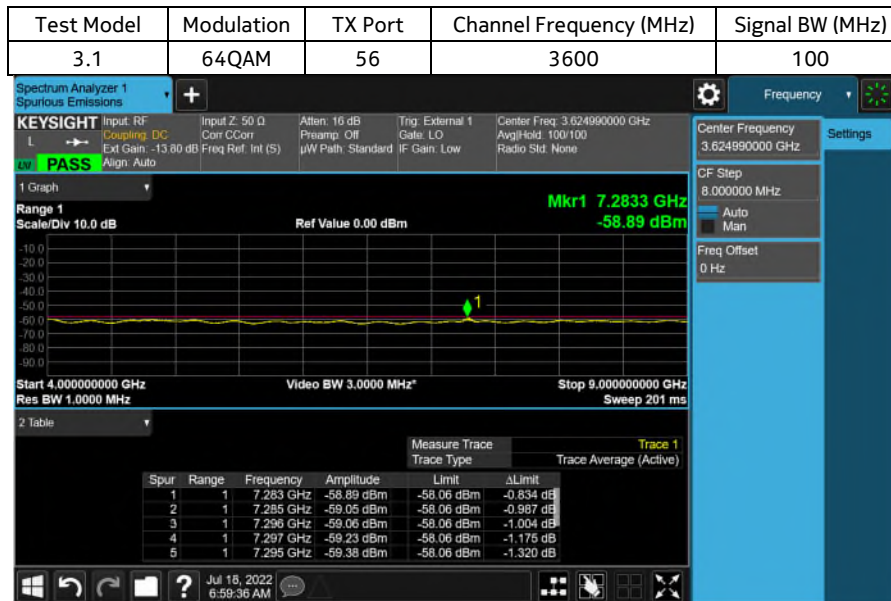 Test Model Modulation TX Port Channel Frequency (MHz) Signal BW (MHz)
3.1 64QAM 56 3600 100
Spectrum Analyzer 1
Spurious Emissions
+
Frequency
KEYSIGHT Input: RF Input Z: 50 Ω Atten: 16 dB Trig: External 1 Center Freq: 3.624990000 GHz
L Coupling: DC Corr CCorr Preamp: Off Gate: LO Avg|Hold: 100/100
Ext Gain: -13.80 dB Freq Ref: Int (S) µW Path: Standard IF Gain: Low Radio Std: None
LXI PASS Align: Auto
Center Frequency
3.624990000 GHz
Settings
CF Step
8.000000 MHz
Auto
Man
Freq Offset
0 Hz
1 Graph
Range 1 Mkr1 7.2833 GHz
Scale/Div 10.0 dB Ref Value 0.00 dBm -58.89 dBm
-10.0
-20.0
-30.0
-40.0
-50.0
-60.0
-70.0
-80.0
-90.0
1
Start 4.000000000 GHz Video BW 3.0000 MHz* Stop 9.000000000 GHz
Res BW 1.0000 MHz Sweep 201 ms
2 Table
Measure Trace Trace 1
Trace Type Trace Average (Active)
Spur Range Frequency Amplitude Limit ΔLimit
1 1 7.283 GHz -58.89 dBm -58.06 dBm -0.834 dB
2 1 7.285 GHz -59.05 dBm -58.06 dBm -0.987 dB
3 1 7.296 GHz -59.06 dBm -58.06 dBm -1.004 dB
4 1 7.297 GHz -59.23 dBm -58.06 dBm -1.175 dB
5 1 7.295 GHz -59.38 dBm -58.06 dBm -1.320 dB
? Jul 16, 2022
6:59:36 AM